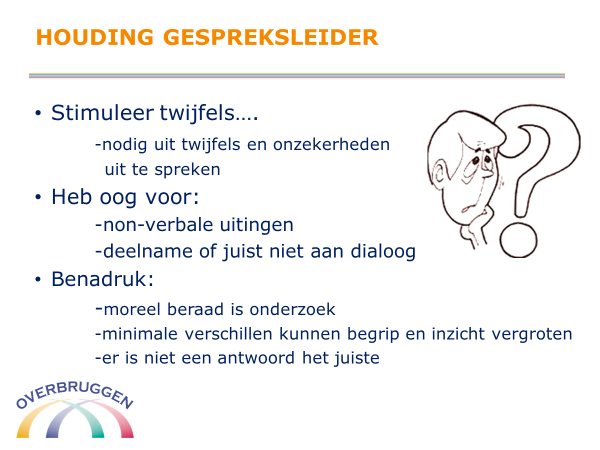 HOUDING GESPREKSLEIDER
• Stimuleer twijfels….
-nodig uit twijfels en onzekerheden
uit te spreken
• Heb oog voor:
-non-verbale uitingen
-deelname of juist niet aan dialoog
• Benadruk:
-moreel beraad is onderzoek
-minimale verschillen kunnen begrip en inzicht vergroten
-er is niet een antwoord het juiste
OVERBRUGGEN